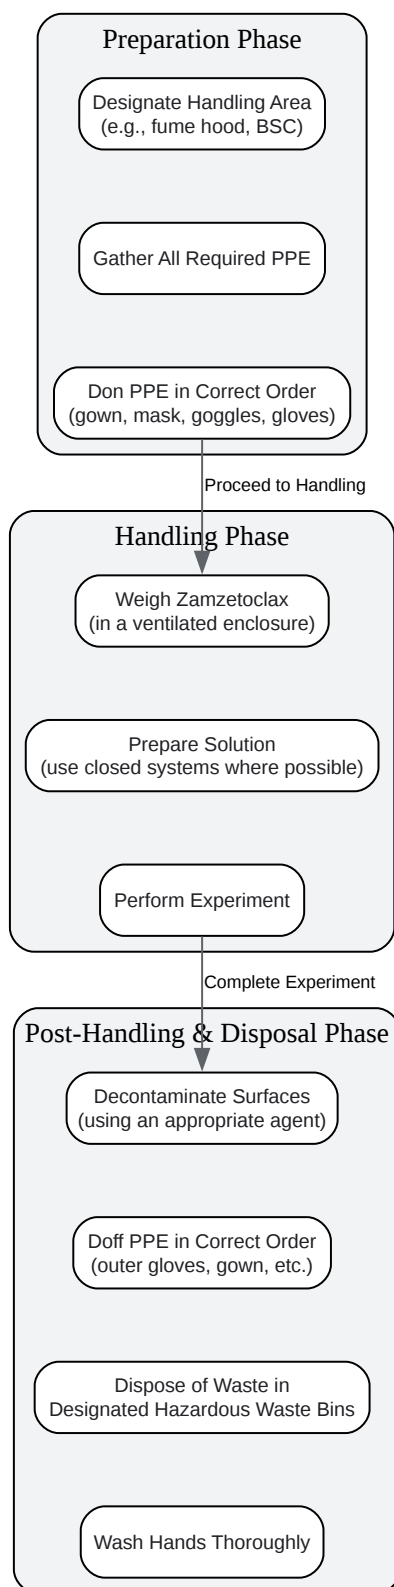 Preparation Phase
Designate Handling Area
(e.g., fume hood, BSC)
Gather All Required PPE
Don PPE in Correct Order
(gown, mask, goggles, gloves)
Proceed to Handling
Handling Phase
Weigh Zamzetoclax
(in a ventilated enclosure)
Prepare Solution
(use closed systems where possible)
Perform Experiment
Complete Experiment
Post-Handling & Disposal Phase
Decontaminate Surfaces
(using an appropriate agent)
Doff PPE in Correct Order
(outer gloves, gown, etc.)
Dispose of Waste in
Designated Hazardous Waste Bins
Wash Hands Thoroughly